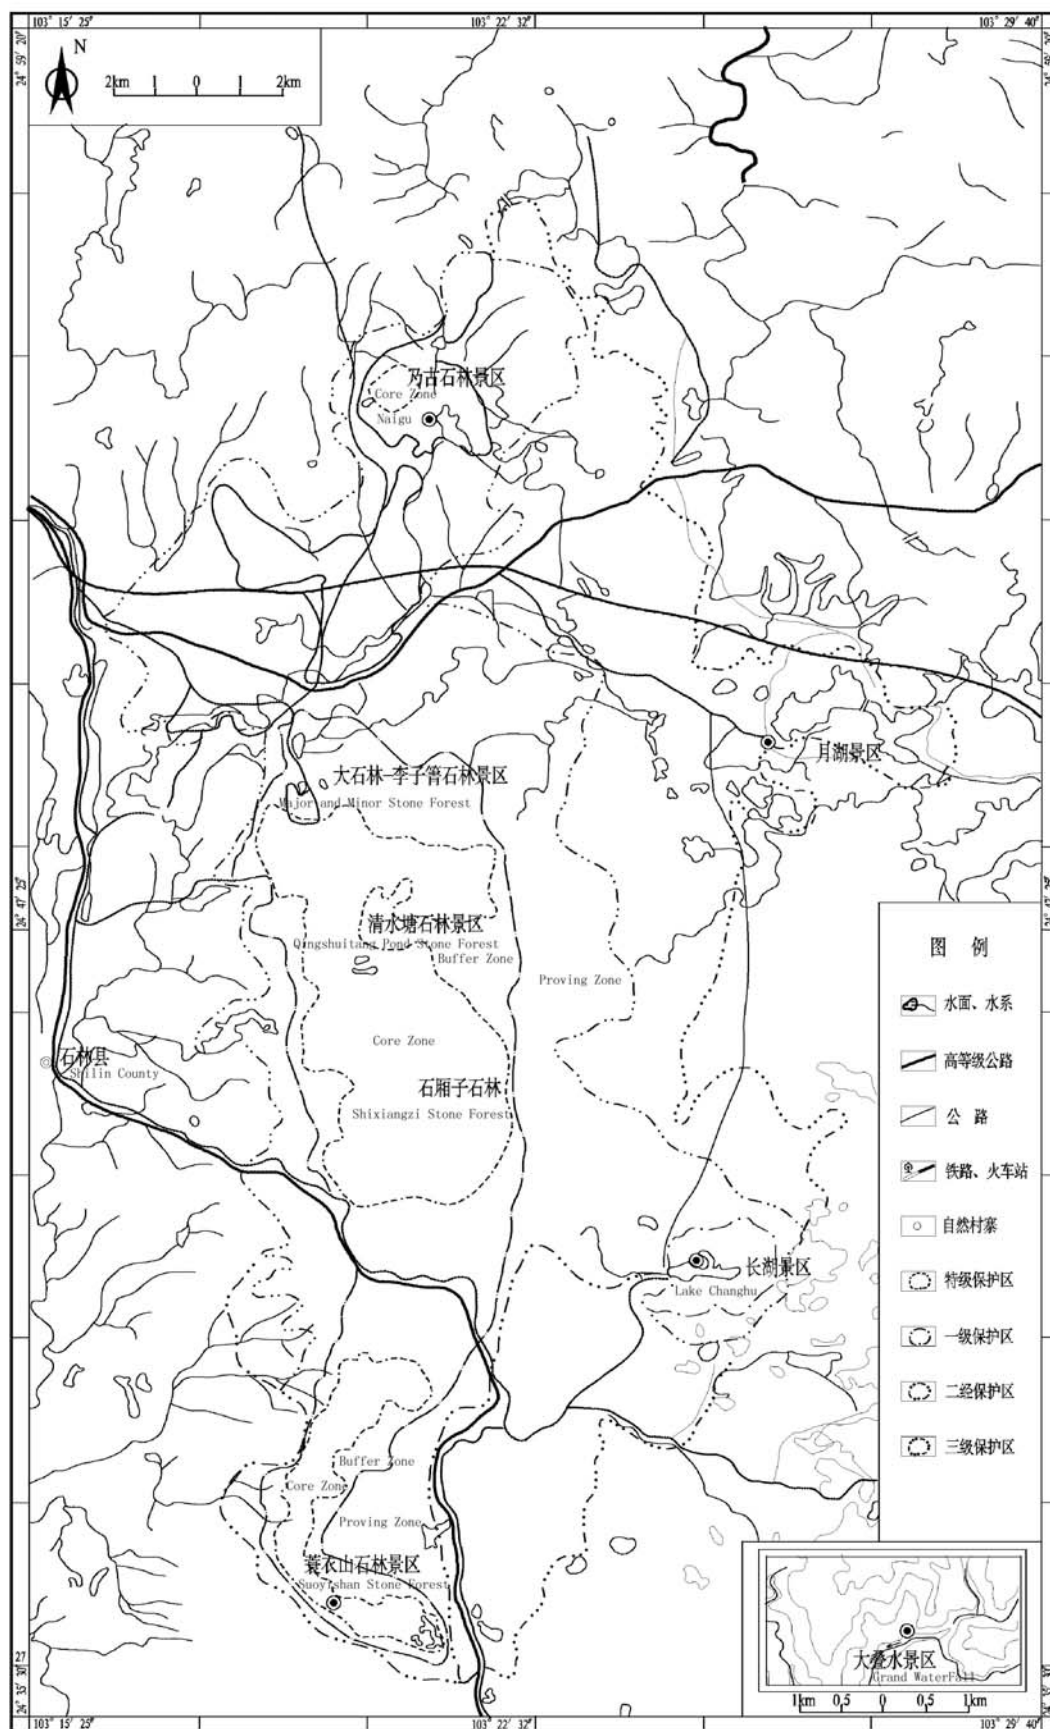 103° 15′ 25″
103° 22′ 32″
103° 29′ 40″
24° 59′ 20″
N
2km 1 0 1 2km
乃古石林景区
Core Zone
Naigu
月湖景区
大石林-李子箐石林景区
Major and Minor Stone Forest
24° 47′ 25″
清水塘石林景区
Qingshuitang Pond Stone Forest
Buffer Zone
Proving Zone
Core Zone
石林县
Shilin County
石厢子石林
Shixiangzi Stone Forest
长湖景区
Lake Changhu
Buffer Zone
Core Zone
Proving Zone
蓑衣山石林景区
Suoyishan Stone Forest
图 例
水面、水系
高等级公路
公 路
铁路、火车站
自然村寨
特级保护区
一级保护区
二经保护区
三级保护区
大叠水景区
Grand WaterFall
1km 0.5 0 0.5 1km
103° 15′ 25″
103° 22′ 32″
103° 29′ 40″